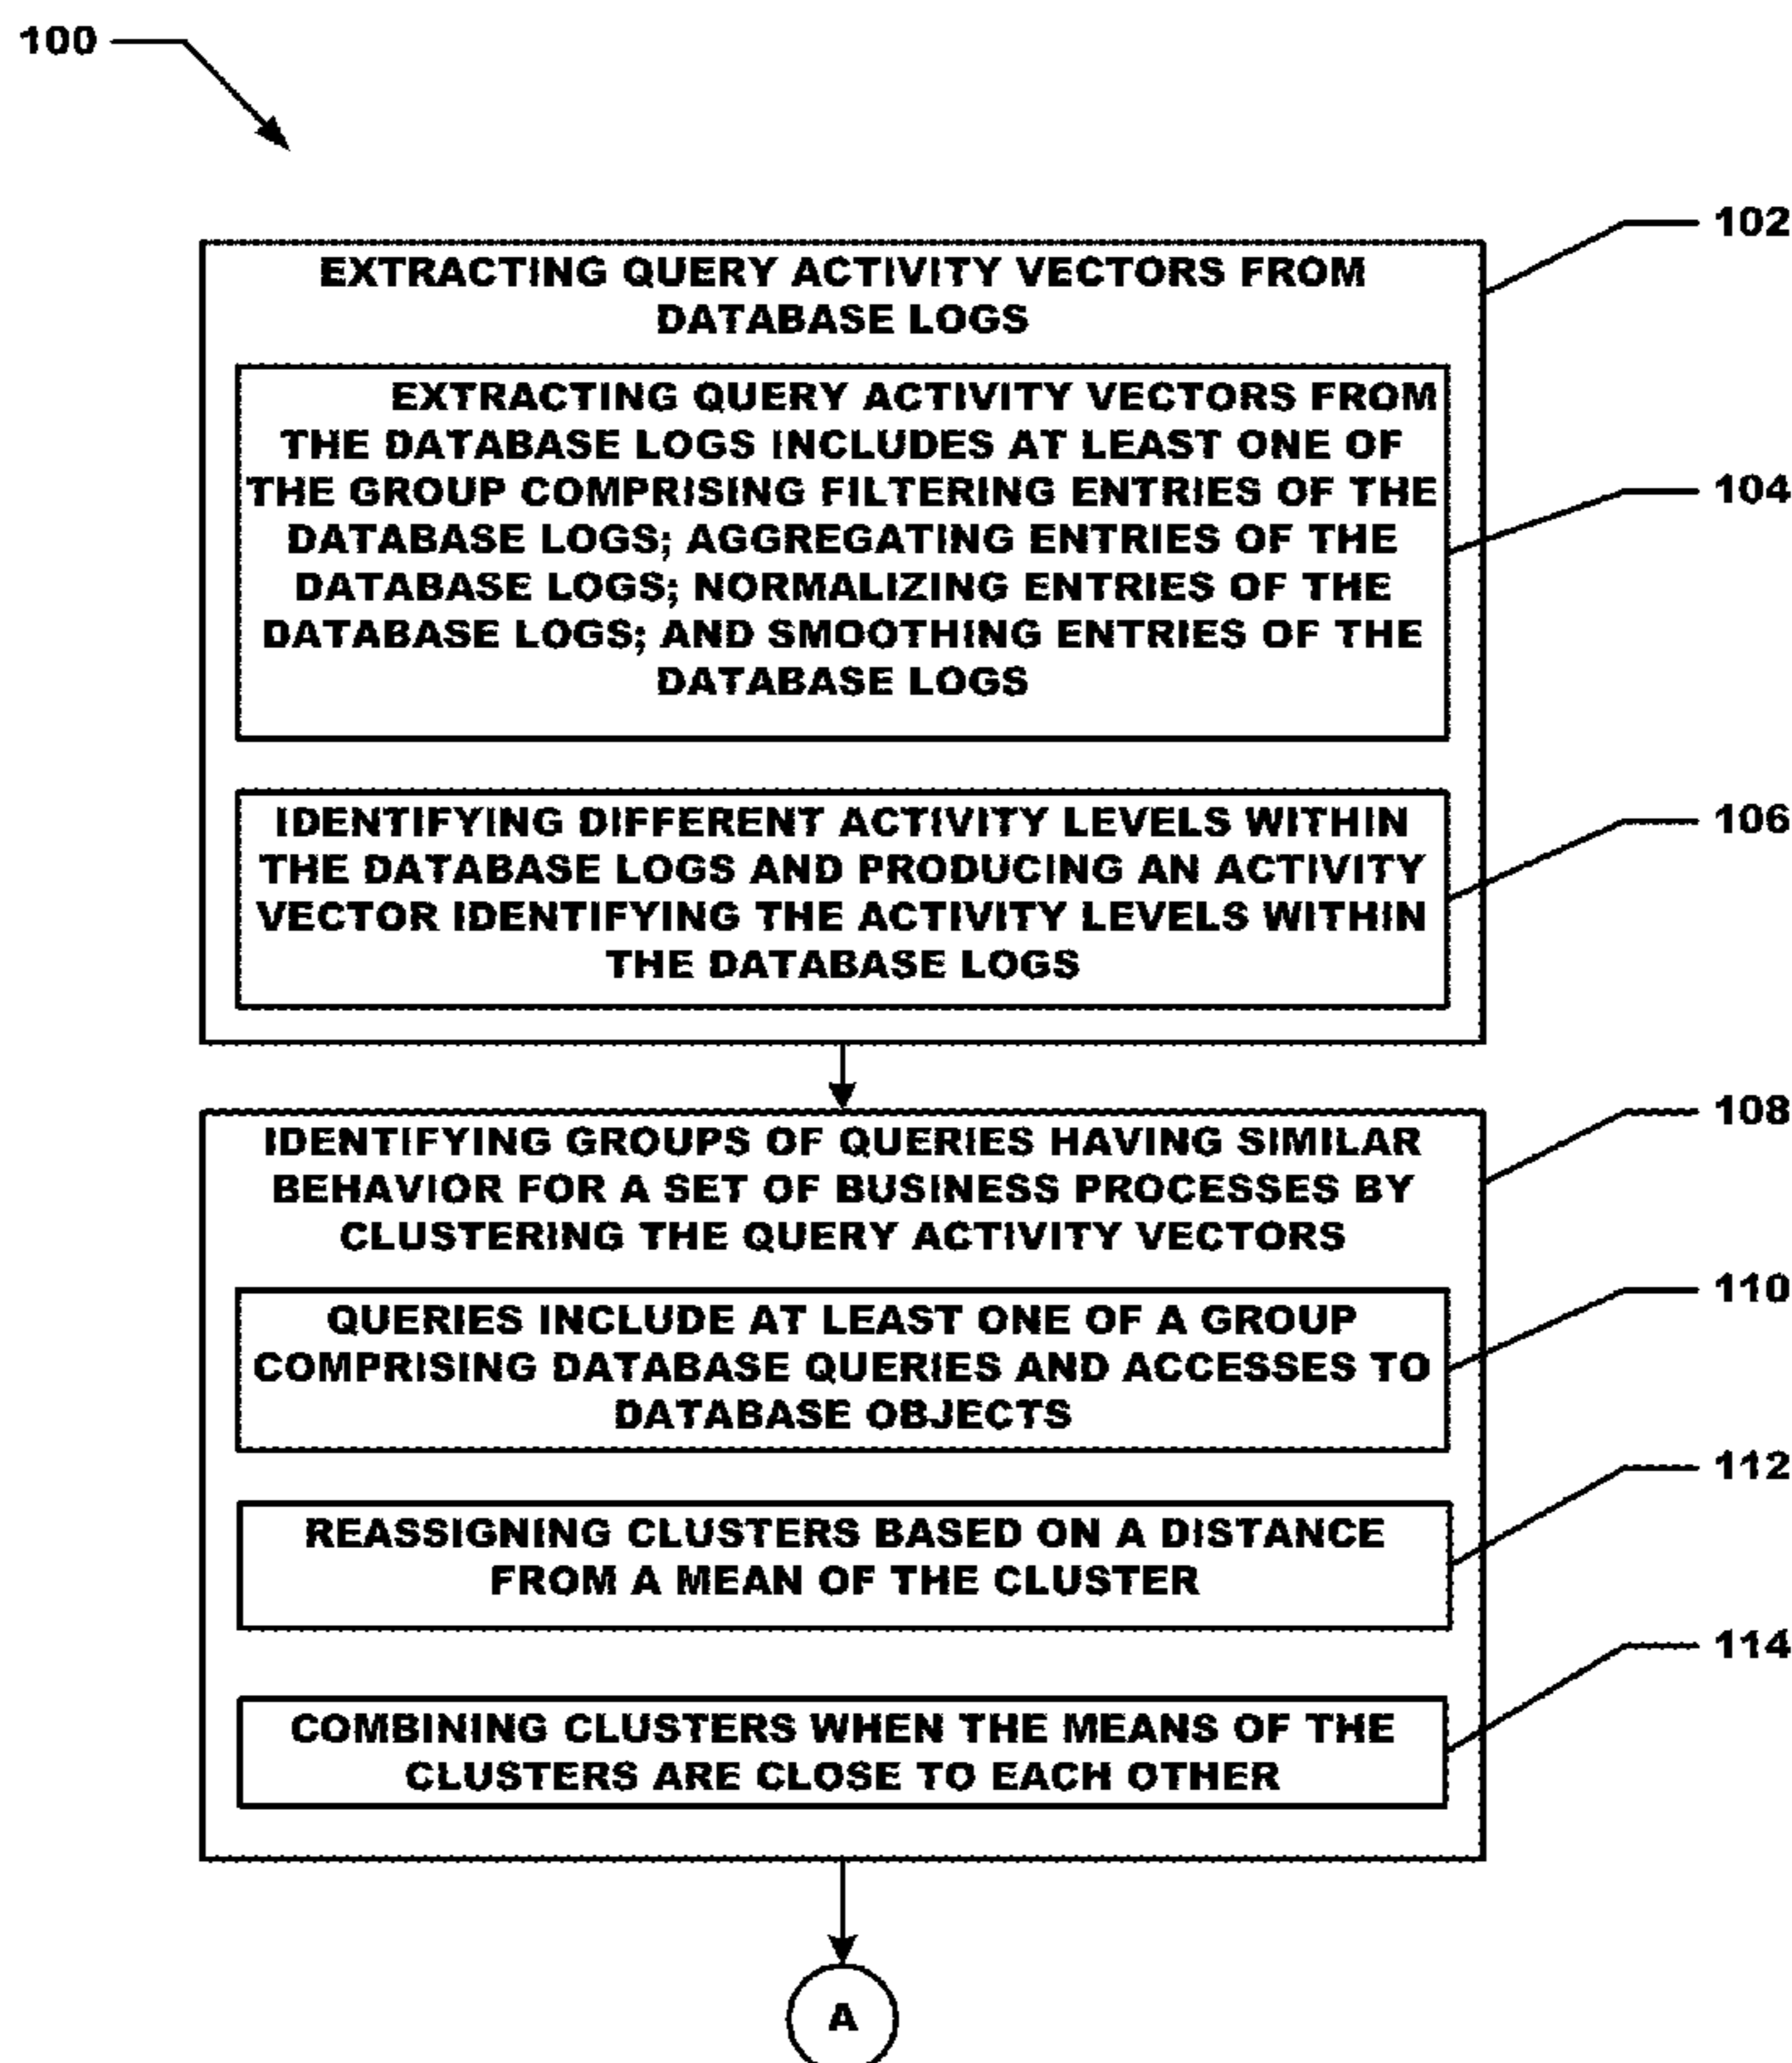 100
102
EXTRACTING QUERY ACTIVITY VECTORS FROM
DATABASE LOGS
EXTRACTING QUERY ACTIVITY VECTORS FROM
THE DATABASE LOGS INCLUDES AT LEAST ONE OF
THE GROUP COMPRISING FILTERING ENTRIES OF THE
DATABASE LOGS; AGGREGATING ENTRIES OF THE
DATABASE LOGS; NORMALIZING ENTRIES OF THE
DATABASE LOGS; AND SMOOTHING ENTRIES OF THE
DATABASE LOGS
104
IDENTIFYING DIFFERENT ACTIVITY LEVELS WITHIN
THE DATABASE LOGS AND PRODUCING AN ACTIVITY
VECTOR IDENTIFYING THE ACTIVITY LEVELS WITHIN
THE DATABASE LOGS
106
108
IDENTIFYING GROUPS OF QUERIES HAVING SIMILAR
BEHAVIOR FOR A SET OF BUSINESS PROCESSES BY
CLUSTERING THE QUERY ACTIVITY VECTORS
110
QUERIES INCLUDE AT LEAST ONE OF A GROUP
COMPRISING DATABASE QUERIES AND ACCESSES TO
DATABASE OBJECTS
112
REASSIGNING CLUSTERS BASED ON A DISTANCE
FROM A MEAN OF THE CLUSTER
114
COMBINING CLUSTERS WHEN THE MEANS OF THE
CLUSTERS ARE CLOSE TO EACH OTHER
A